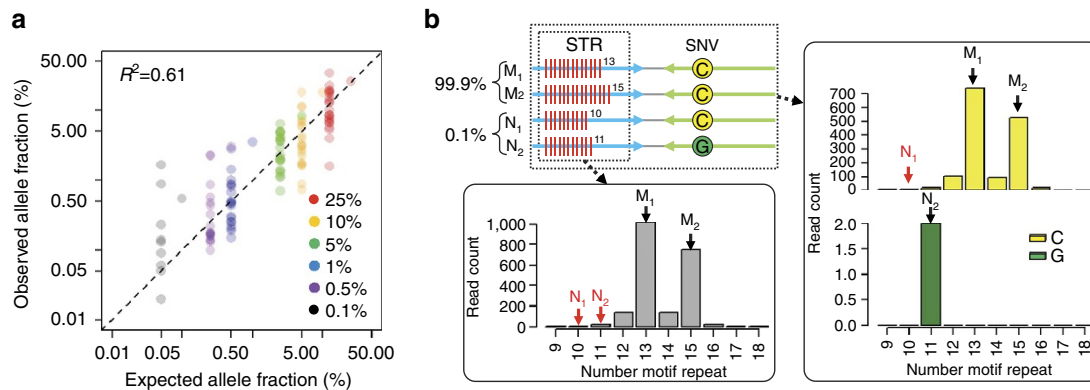 a
Observed allele fraction (%)
50.00
5.00
0.50
0.05
0.01
R²=0.61
25%
10%
5%
1%
0.5%
0.1%
0.01 0.05 0.50 5.00 50.00
Expected allele fraction (%)
b
STR SNV
99.9% M₁ 13 C
M₂ 15 C
0.1% N₁ 10 C
N₂ 11 G
Read count
1,000
800
600
400
200
0
M₁
M₂
N₁ N₂
9 10 11 12 13 14 15 16 17 18
Number motif repeat
Read count
700
600
500
400
300
200
100
0
M₁
M₂
N₁
N₂
2.0
1.5
1.0
0.5
0.0
C
G
9 10 11 12 13 14 15 16 17 18
Number motif repeat